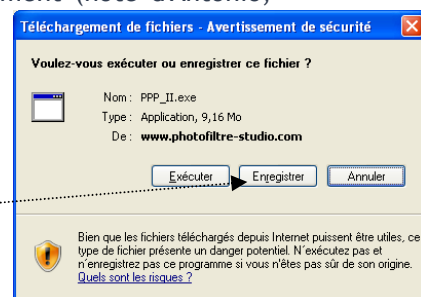 Téléchargement de fichiers - Avertissement de sécurité
Voulez-vous exécuter ou enregistrer ce fichier ?
Nom : PPP_II.exe
Type : Application, 9,16 Mo
De : www.photofiltre-studio.com
Exécuter Enregistrer Annuler
Bien que les fichiers téléchargés depuis Internet puissent être utiles, ce
type de fichier présente un danger potentiel. N'exécutez pas et
n'enregistrez pas ce programme si vous n'êtes pas sûr de son origine.
Quels sont les risques ?